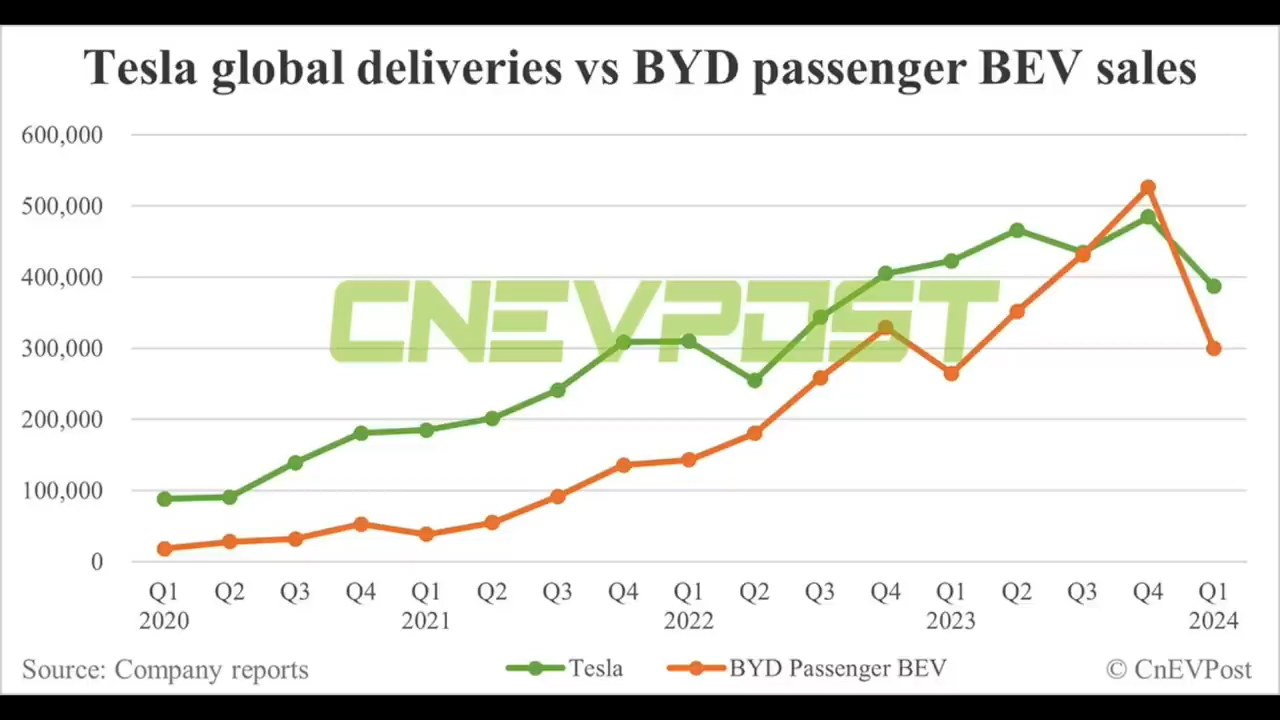 Tesla global deliveries vs BYD passenger BEV sales
600,000
500,000
400,000
300,000
200,000
100,000
0
CNEVPOST
Q1 Q2 Q3 Q4 Q1 Q2 Q3 Q4 Q1 Q2 Q3 Q4 Q1 Q2 Q3 Q4 Q1
2020 2021 2022 2023 2024
Source: Company reports
Tesla
BYD Passenger BEV
© CnEVPost